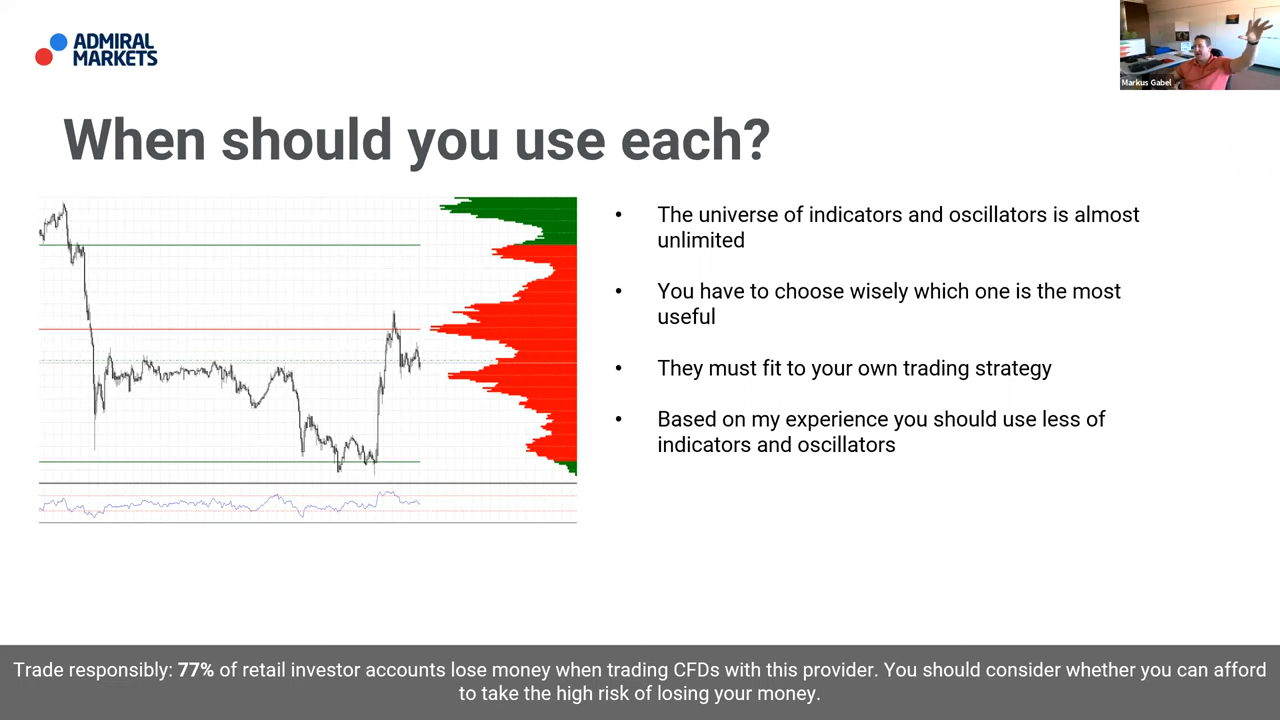 ADMIRAL
MARKETS
Markus Gabel
When should you use each?
• The universe of indicators and oscillators is almost
unlimited
• You have to choose wisely which one is the most
useful
• They must fit to your own trading strategy
• Based on my experience you should use less of
indicators and oscillators
Trade responsibly: 77% of retail investor accounts lose money when trading CFDs with this provider. You should consider whether you can afford
to take the high risk of losing your money.